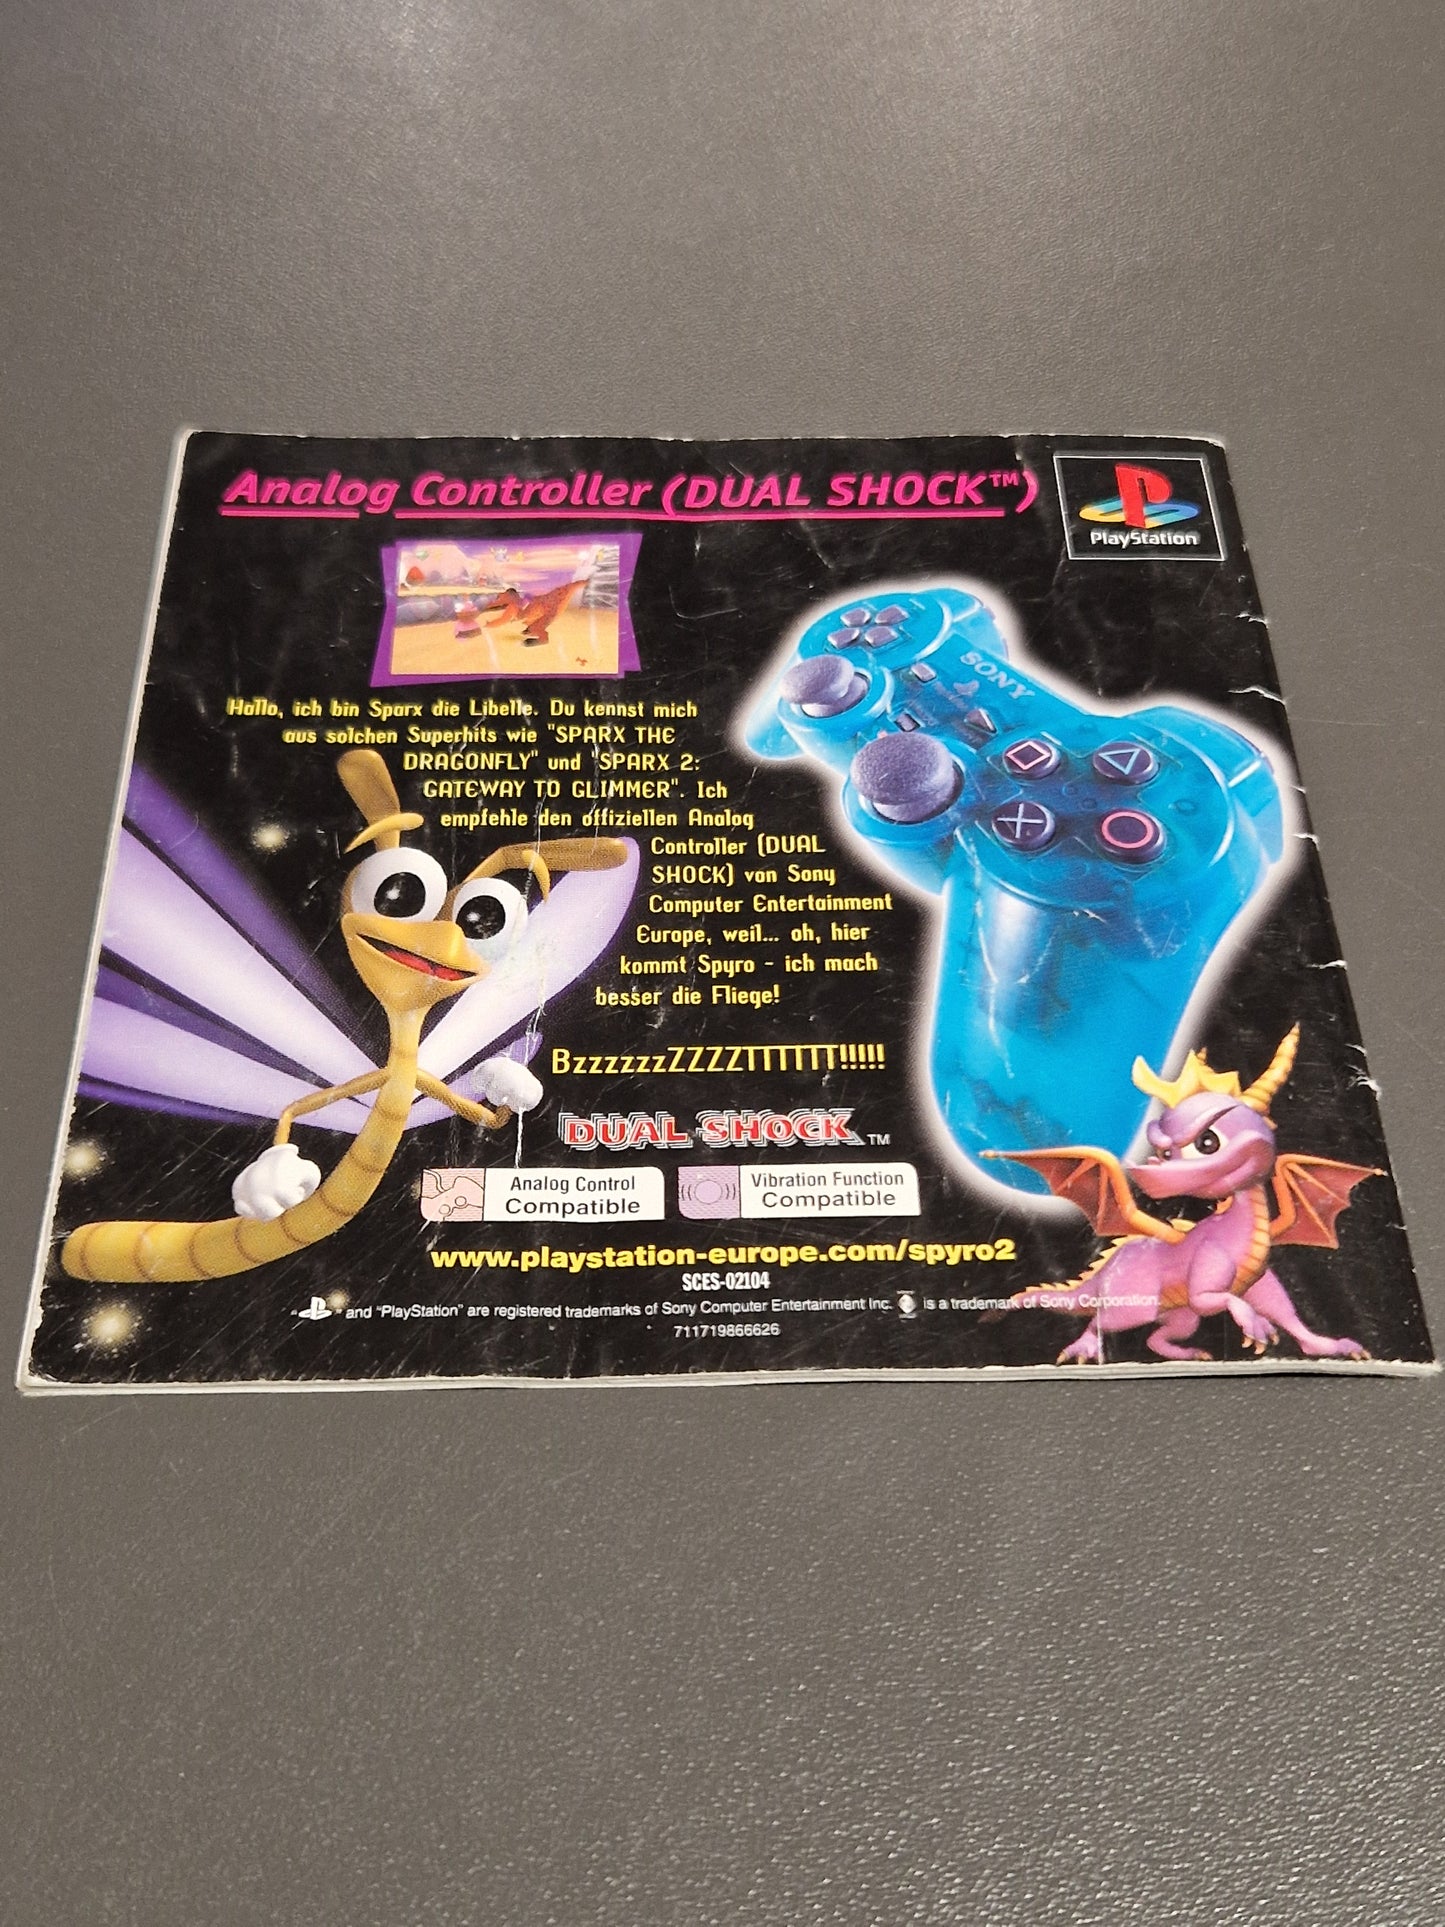 Analog Controller (DUAL SHOCK™)
PlayStation
SONY
Hallo, ich bin Sparx die Libelle. Du kennst mich
aus solchen Superhits wie "SPARX THE
DRAGONFLY" und "SPARX 2:
GATEWAY TO GLIMMER". Ich
empfehle den offiziellen Analog
Controller (DUAL
SHOCK) von Sony
Computer Entertainment
Europe, weil... oh, hier
kommt Spyro - ich mach
besser die Fliege!
BzzzzzzZZZZTTTTTT!!!!!
DUAL SHOCK™
Analog Control
Compatible
Vibration Function
Compatible
www.playstation-europe.com/spyro2
SCES-02104
" " and "PlayStation" are registered trademarks of Sony Computer Entertainment Inc. is a trademark of Sony Corporation.
711719866626